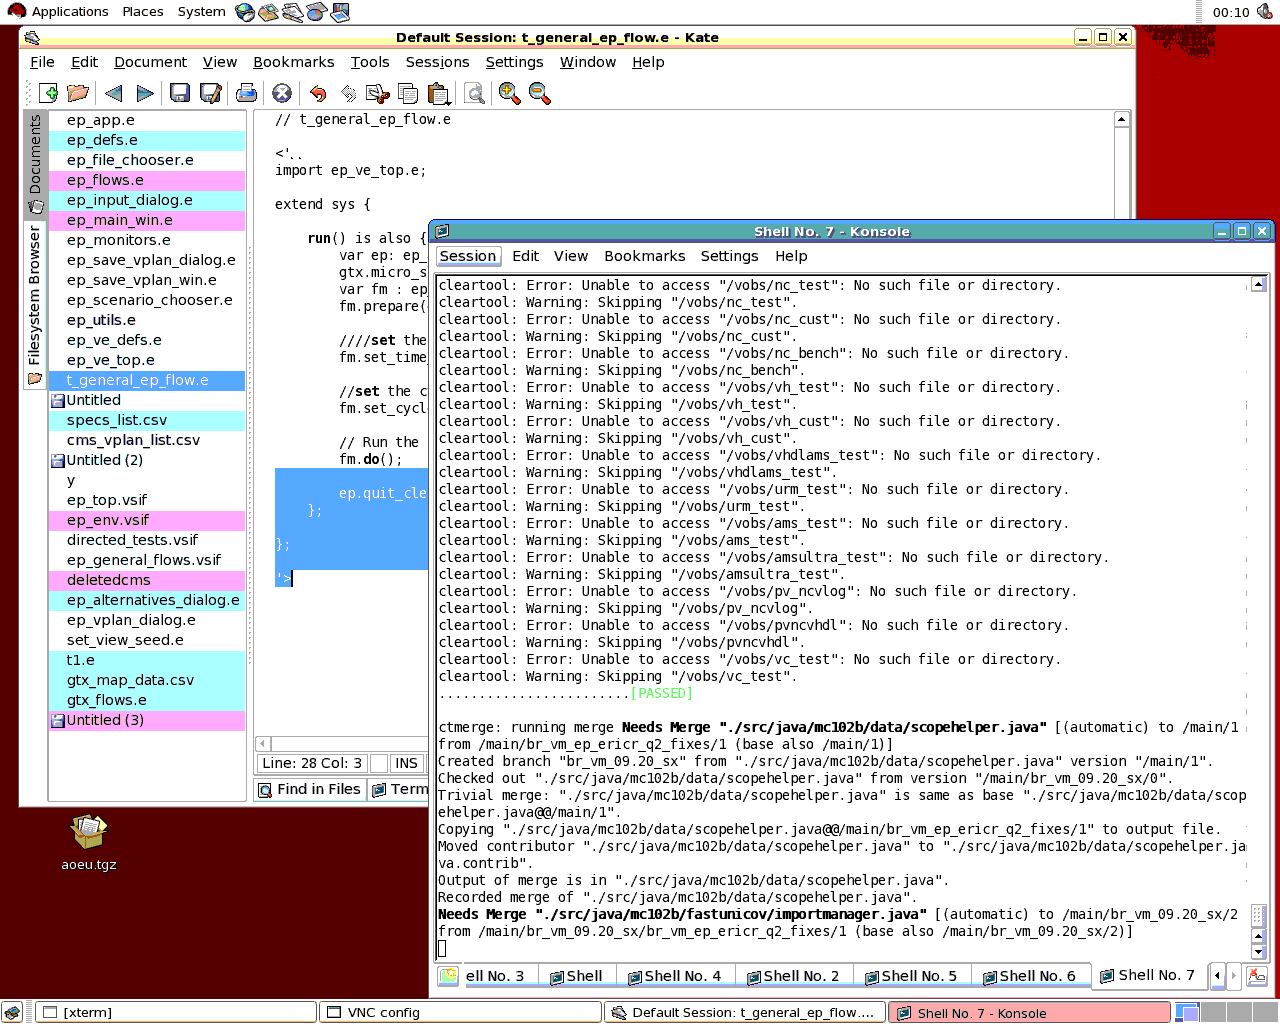 Applications Places System 00:10
Default Session: t_general_ep_flow.e - Kate
File Edit Document View Bookmarks Tools Sessions Settings Window Help
Documents
Filesystem Browser
ep_app.e
ep_defs.e
ep_file_chooser.e
ep_flows.e
ep_input_dialog.e
ep_main_win.e
ep_monitors.e
ep_save_vplan_dialog.e
ep_save_vplan_win.e
ep_scenario_chooser.e
ep_utils.e
ep_ve_defs.e
ep_ve_top.e
t_general_ep_flow.e
Untitled
specs_list.csv
cms_vplan_list.csv
Untitled (2)
y
ep_top.vsif
ep_env.vsif
directed_tests.vsif
ep_general_flows.vsif
deletedcms
ep_alternatives_dialog.e
ep_vplan_dialog.e
set_view_seed.e
t1.e
gtx_map_data.csv
gtx_flows.e
Untitled (3)
// t_general_ep_flow.e
<'..
import ep_ve_top.e;
extend sys {
run() is also {
var ep: ep_
gtx.micro_s
var fm : ep_
fm.prepare(
////set the
fm.set_time_
//set the c
fm.set_cycl
// Run the
fm.do();
ep.quit_cle
};
};
'>
Line: 28 Col: 3 INS
Find in Files Term
Shell No. 7 - Konsole
Session Edit View Bookmarks Settings Help
cleartool: Error: Unable to access "/vobs/nc_test": No such file or directory.
cleartool: Warning: Skipping "/vobs/nc_test".
cleartool: Error: Unable to access "/vobs/nc_cust": No such file or directory.
cleartool: Warning: Skipping "/vobs/nc_cust".
cleartool: Error: Unable to access "/vobs/nc_bench": No such file or directory.
cleartool: Warning: Skipping "/vobs/nc_bench".
cleartool: Error: Unable to access "/vobs/vh_test": No such file or directory.
cleartool: Warning: Skipping "/vobs/vh_test".
cleartool: Error: Unable to access "/vobs/vh_cust": No such file or directory.
cleartool: Warning: Skipping "/vobs/vh_cust".
cleartool: Error: Unable to access "/vobs/vhdlams_test": No such file or directory.
cleartool: Warning: Skipping "/vobs/vhdlams_test".
cleartool: Error: Unable to access "/vobs/urm_test": No such file or directory.
cleartool: Warning: Skipping "/vobs/urm_test".
cleartool: Error: Unable to access "/vobs/ams_test": No such file or directory.
cleartool: Warning: Skipping "/vobs/ams_test".
cleartool: Error: Unable to access "/vobs/amsultra_test": No such file or directory.
cleartool: Warning: Skipping "/vobs/amsultra_test".
cleartool: Error: Unable to access "/vobs/pv_ncvlog": No such file or directory.
cleartool: Warning: Skipping "/vobs/pv_ncvlog".
cleartool: Error: Unable to access "/vobs/pvncvhdl": No such file or directory.
cleartool: Warning: Skipping "/vobs/pvncvhdl".
cleartool: Error: Unable to access "/vobs/vc_test": No such file or directory.
cleartool: Warning: Skipping "/vobs/vc_test".
........................[PASSED]
ctmerge: running merge Needs Merge "./src/java/mc102b/data/scopehelper.java" [(automatic) to /main/1
from /main/br_vm_ep_ericr_q2_fixes/1 (base also /main/1)]
Created branch "br_vm_09.20_sx" from "./src/java/mc102b/data/scopehelper.java" version "/main/1".
Checked out "./src/java/mc102b/data/scopehelper.java" from version "/main/br_vm_09.20_sx/0".
Trivial merge: "./src/java/mc102b/data/scopehelper.java" is same as base "./src/java/mc102b/data/scop
ehelper.java@@/main/1".
Copying "./src/java/mc102b/data/scopehelper.java@@/main/br_vm_ep_ericr_q2_fixes/1" to output file.
Moved contributor "./src/java/mc102b/data/scopehelper.java" to "./src/java/mc102b/data/scopehelper.ja
va.contrib".
Output of merge is in "./src/java/mc102b/data/scopehelper.java".
Recorded merge of "./src/java/mc102b/data/scopehelper.java".
Needs Merge "./src/java/mc102b/fastunicov/importmanager.java" [(automatic) to /main/br_vm_09.20_sx/2
from /main/br_vm_09.20_sx/br_vm_ep_ericr_q2_fixes/1 (base also /main/br_vm_09.20_sx/2)]
ell No. 3 Shell Shell No. 4 Shell No. 2 Shell No. 5 Shell No. 6 Shell No. 7
aoeu.tgz
[xterm] VNC config Default Session: t_general_ep_flow.... Shell No. 7 - Konsole